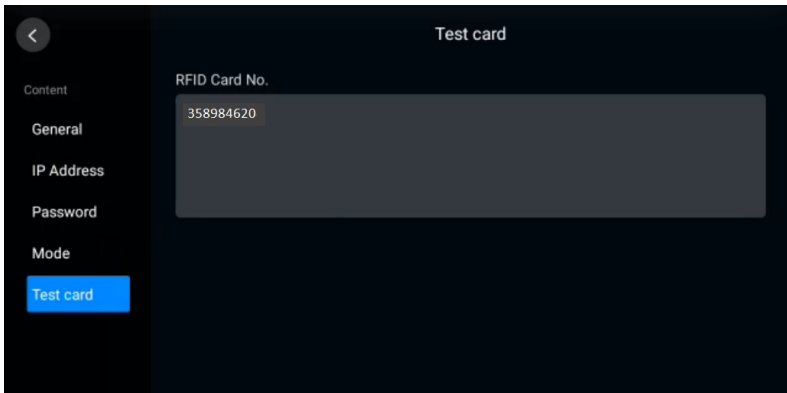 Test card
Content
General
IP Address
Password
Mode
Test card
RFID Card No.
358984620